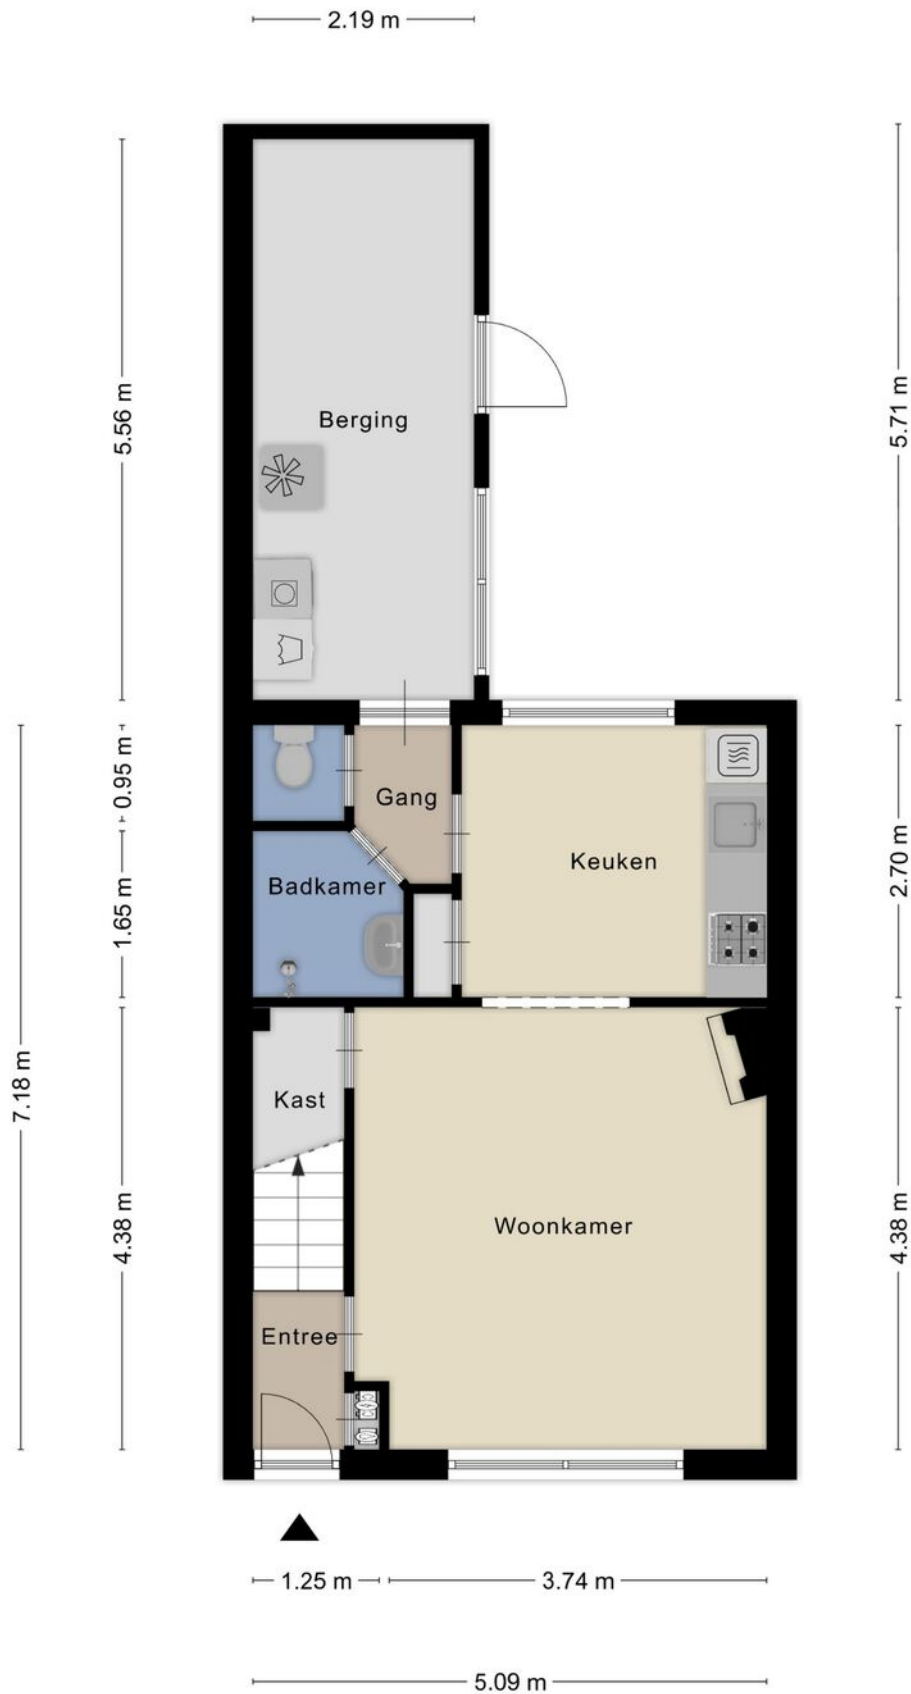 2.19 m
5.56 m
5.71 m
Berging
0.95 m
Gang
Keuken
2.70 m
Badkamer
1.65 m
7.18 m
Kast
4.38 m
Woonkamer
4.38 m
Entree
1.25 m
3.74 m
5.09 m